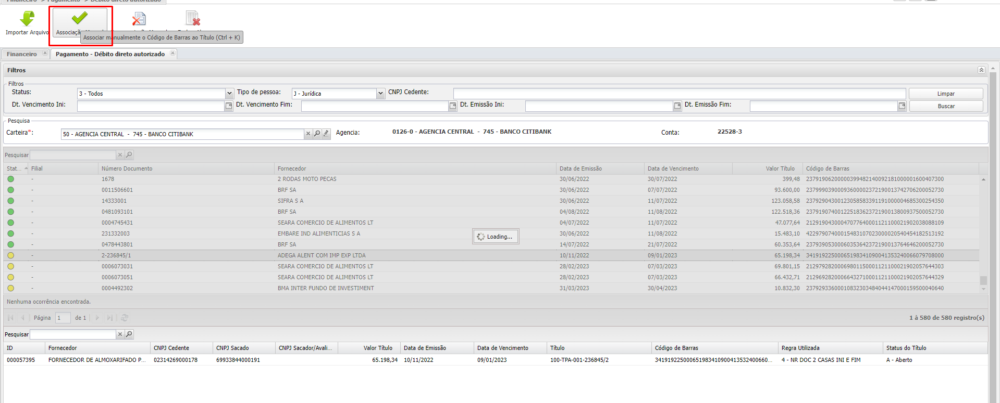 Financeiro -> Pagamento -> Débito direto autorizado
Importar Arquivo
Associação
Associar manualmente o Código de Barras ao Título (Ctrl + K)
Financeiro
Pagamento - Débito direto autorizado
Filtros
Filtros
Status: 3 - Todos Tipo de pessoa: J - Jurídica CNPJ Cedente: Limpar
Dt. Vencimento Ini: Dt. Vencimento Fim: Dt. Emissão Ini: Dt. Emissão Fim: Buscar
Pesquisa
Carteira*: 50 - AGENCIA CENTRAL - 745 - BANCO CITIBANK Agencia: 0126-0 - AGENCIA CENTRAL - 745 - BANCO CITIBANK Conta: 22528-3
Pesquisar
Stat... Filial Número Documento Fornecedor Data de Emissão Data de Vencimento Valor Título Código de Barras
- 1678 2 RODAS MOTO PECAS 30/06/2022 30/07/2022 399,48 23791906200000399482140092181000001600407300
- 0011506601 BRF SA 30/06/2022 07/07/2022 93.600,00 23799903900093600002372190013742706200052730
- 14333001 SIFRA S A 30/06/2022 11/07/2022 123.058,58 23792904300123058583391191000004685300254350
- 0481093101 BRF SA 04/08/2022 11/08/2022 122.518,36 23791907400122518362372190013800937500052730
- 0004745431 SEARA COMERCIO DE ALIMENTOS LT 04/07/2022 11/07/2022 47.077,64 21291904300047077640001121100021902038088109
- 231332003 EMBARE IND ALIMENTICIAS S A 30/06/2022 11/08/2022 15.483,10 42297907400015483107023000020540454182513192
- 0478443801 BRF SA 14/07/2022 21/07/2022 60.353,64 23793905300060353642372190013764646200052730
- 2-236845/1 ADEGA ALENT COM IMP EXP LTDA 10/11/2022 09/01/2023 65.198,34 34191922500065198341090041353240066079708000
- 0006073031 SEARA COMERCIO DE ALIMENTOS LT 28/02/2023 07/03/2023 69.801,15 21297928200069801150001121100021902057644303
- 0006073051 SEARA COMERCIO DE ALIMENTOS LT 28/02/2023 07/03/2023 66.432,71 21296928200066432710001121100021902057644329
- 0004492302 BMA INTER FUNDO DE INVESTIMENT 31/03/2023 30/04/2023 10.832,30 23792933600010832303484044147000159500040640
Loading...
Nenhuma ocorrência encontrada.
Página 1 de 1 1 à 580 de 580 registro(s)
Pesquisar
ID Fornecedor CNPJ Cedente CNPJ Sacado CNPJ Sacador/Avali... Valor Título Data de Emissão Data de Vencimento Título Código de Barras Regra Utilizada Status do Título
000057395 FORNECEDOR DE ALMOXARIFADO P... 02314269000178 69933844000191 65.198,34 10/11/2022 09/01/2023 100-TPA-001-236845/2 34191922500065198341090041353240066​0... 4 - NR DOC 2 CASAS INI E FIM A - Aberto